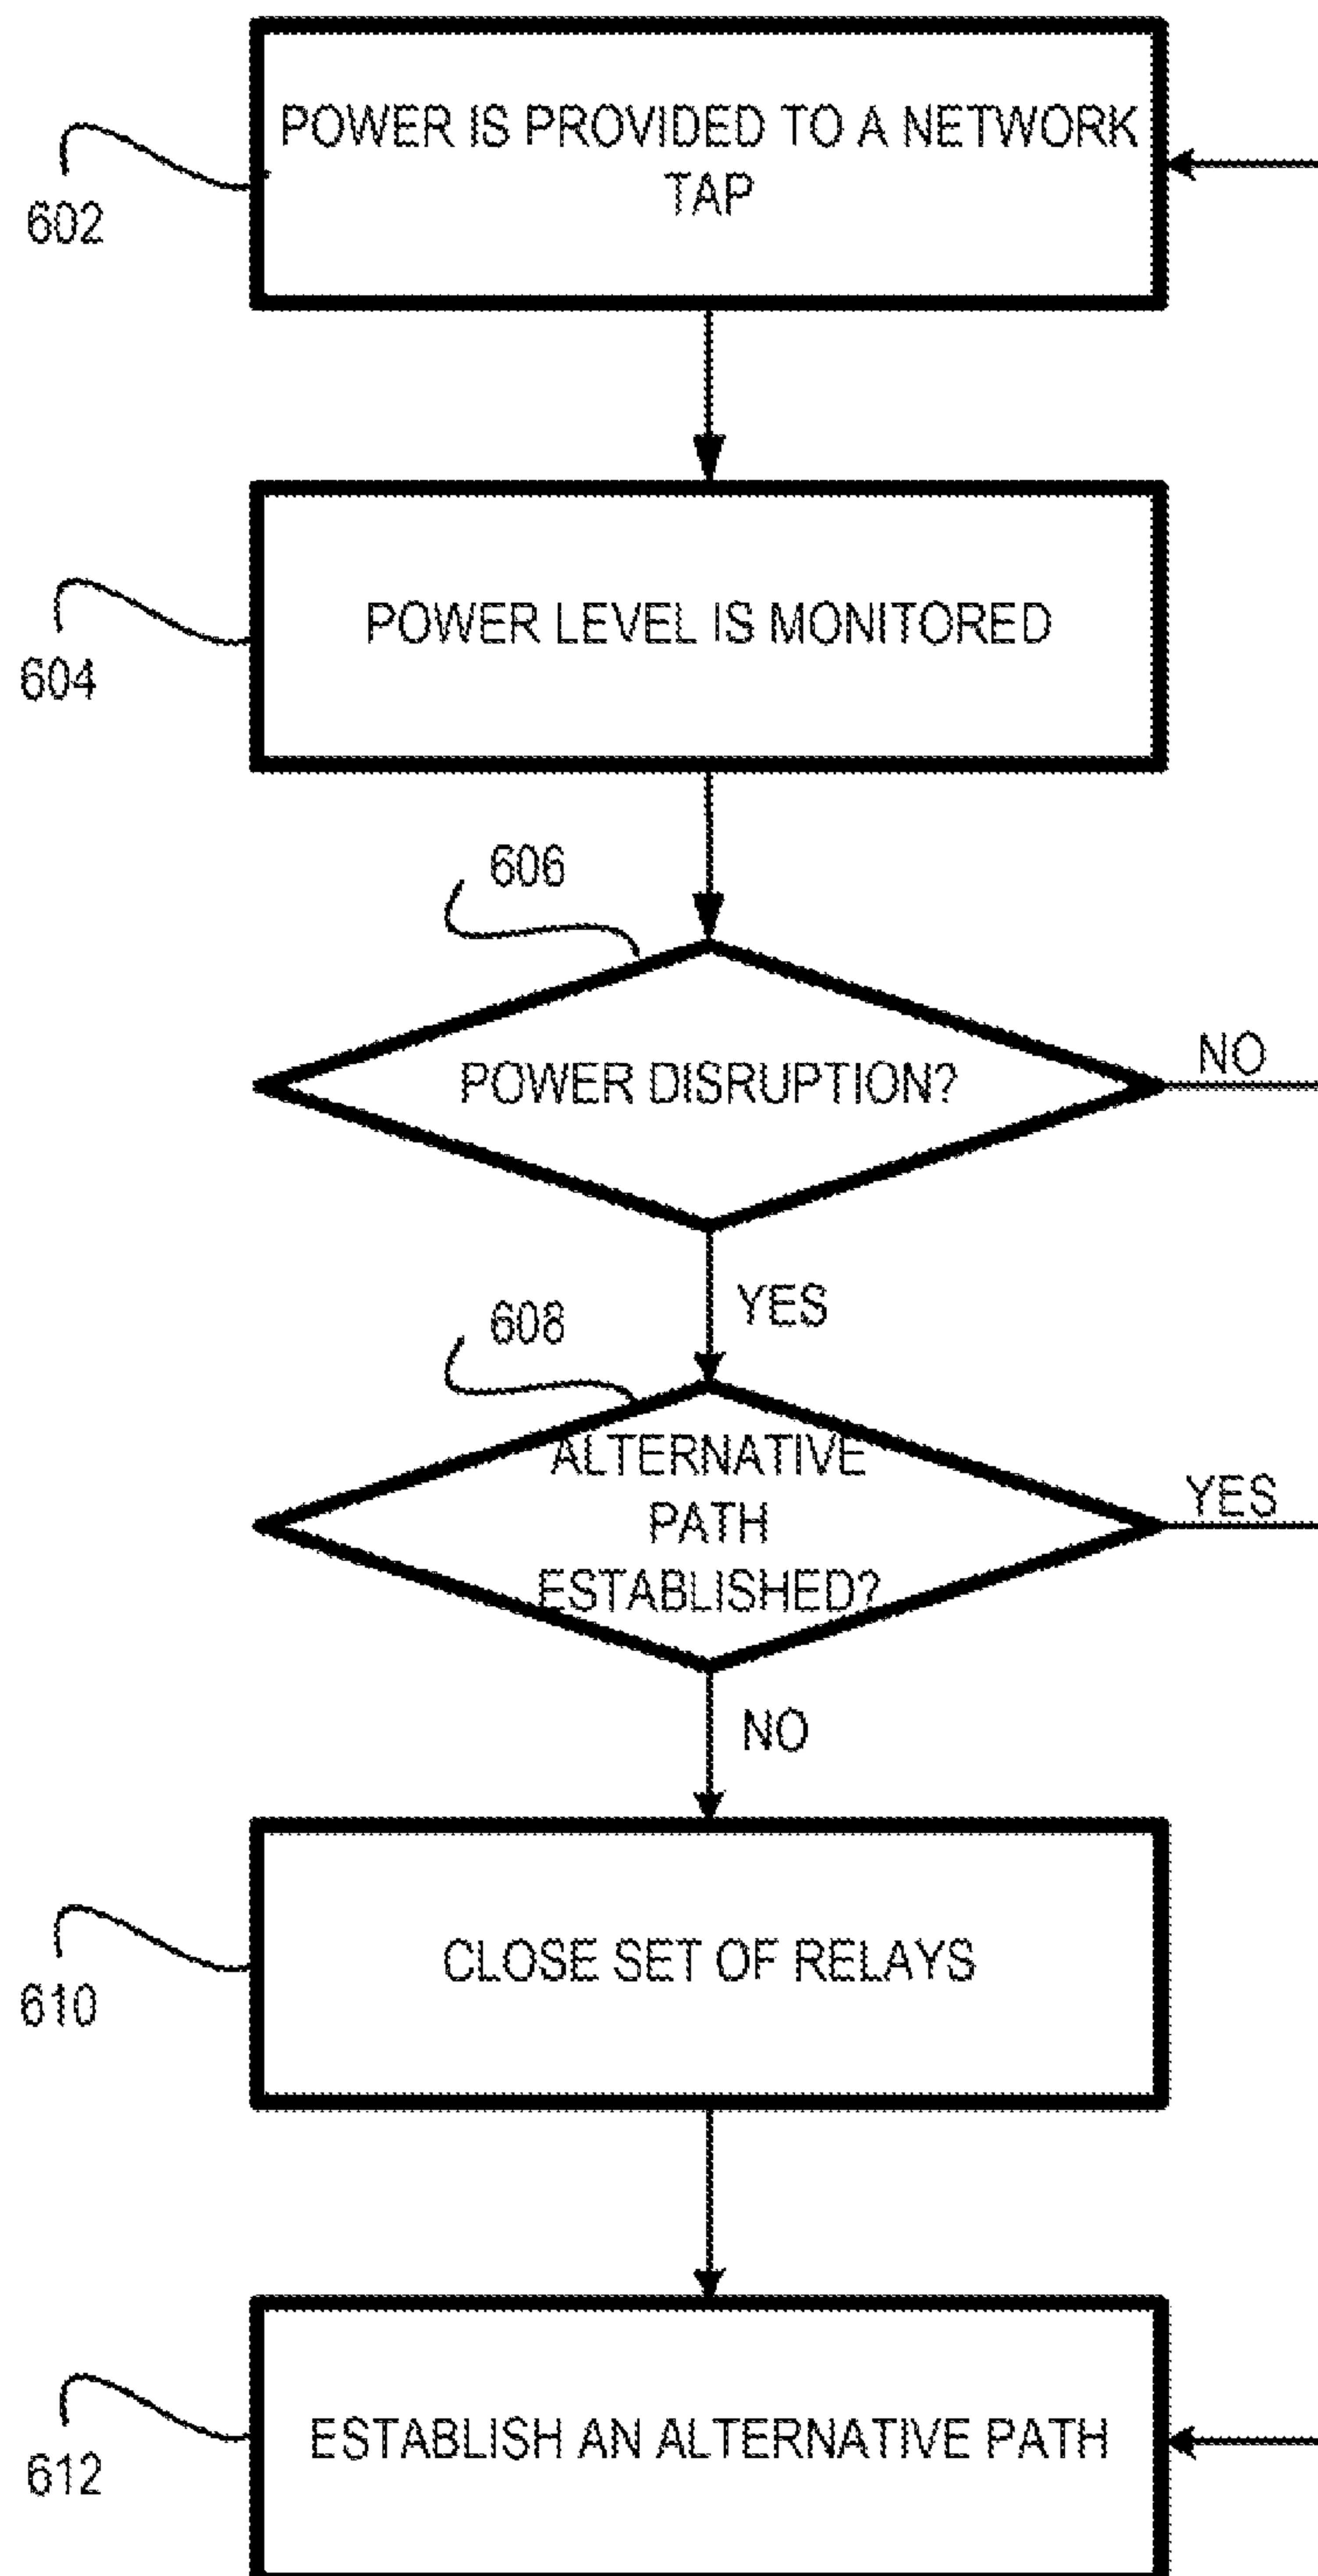 POWER IS PROVIDED TO A NETWORK
TAP
602
POWER LEVEL IS MONITORED
604
606
POWER DISRUPTION?
NO
YES
608
ALTERNATIVE
PATH
ESTABLISHED?
YES
NO
CLOSE SET OF RELAYS
610
ESTABLISH AN ALTERNATIVE PATH
612